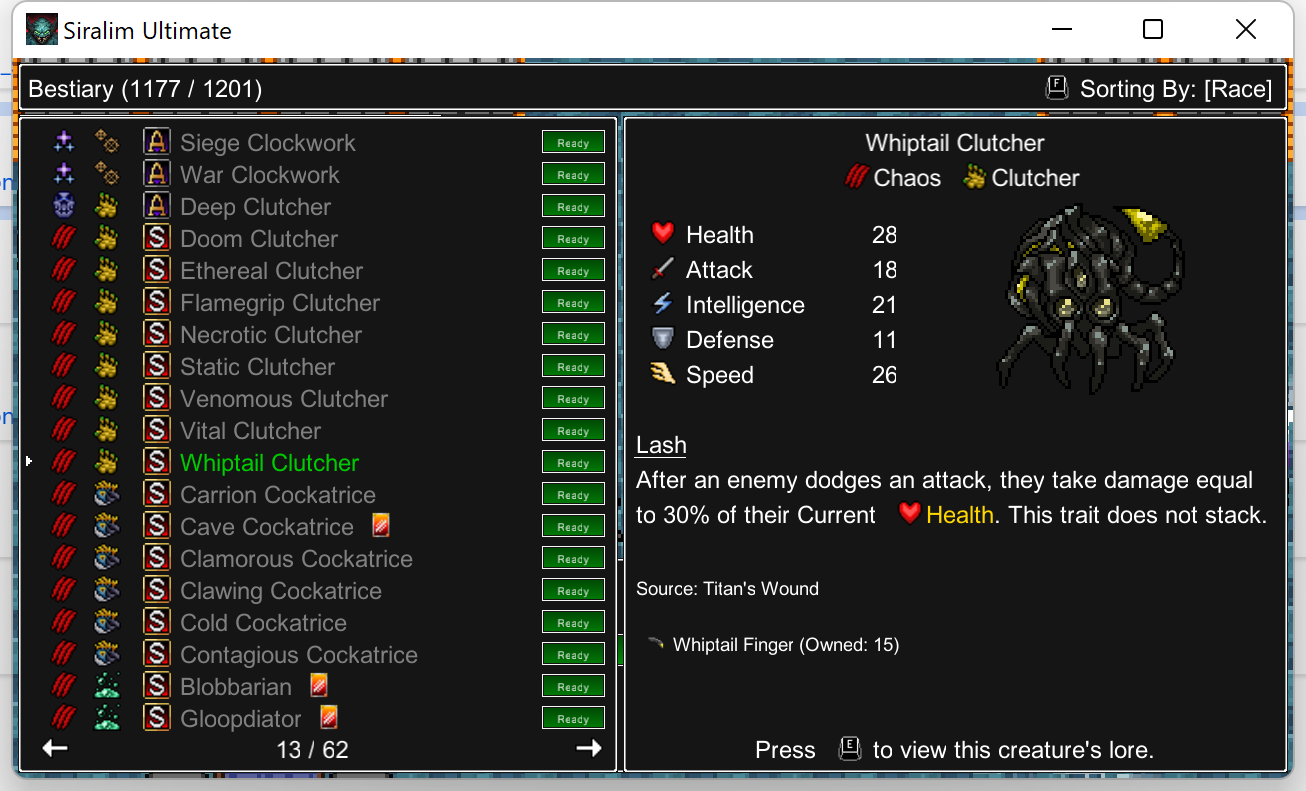 Siralim Ultimate
Bestiary (1177 / 1201)
F Sorting By: [Race]
A Siege Clockwork Ready
A War Clockwork Ready
A Deep Clutcher Ready
S Doom Clutcher Ready
S Ethereal Clutcher Ready
S Flamegrip Clutcher Ready
S Necrotic Clutcher Ready
S Static Clutcher Ready
S Venomous Clutcher Ready
S Vital Clutcher Ready
S Whiptail Clutcher Ready
S Carrion Cockatrice Ready
S Cave Cockatrice Ready
S Clamorous Cockatrice Ready
S Clawing Cockatrice Ready
S Cold Cockatrice Ready
S Contagious Cockatrice Ready
S Blobbarian Ready
S Gloopdiator Ready
13 / 62
Whiptail Clutcher
Chaos Clutcher
Health 28
Attack 18
Intelligence 21
Defense 11
Speed 26
Lash
After an enemy dodges an attack, they take damage equal
to 30% of their Current Health. This trait does not stack.
Source: Titan's Wound
Whiptail Finger (Owned: 15)
Press E to view this creature's lore.